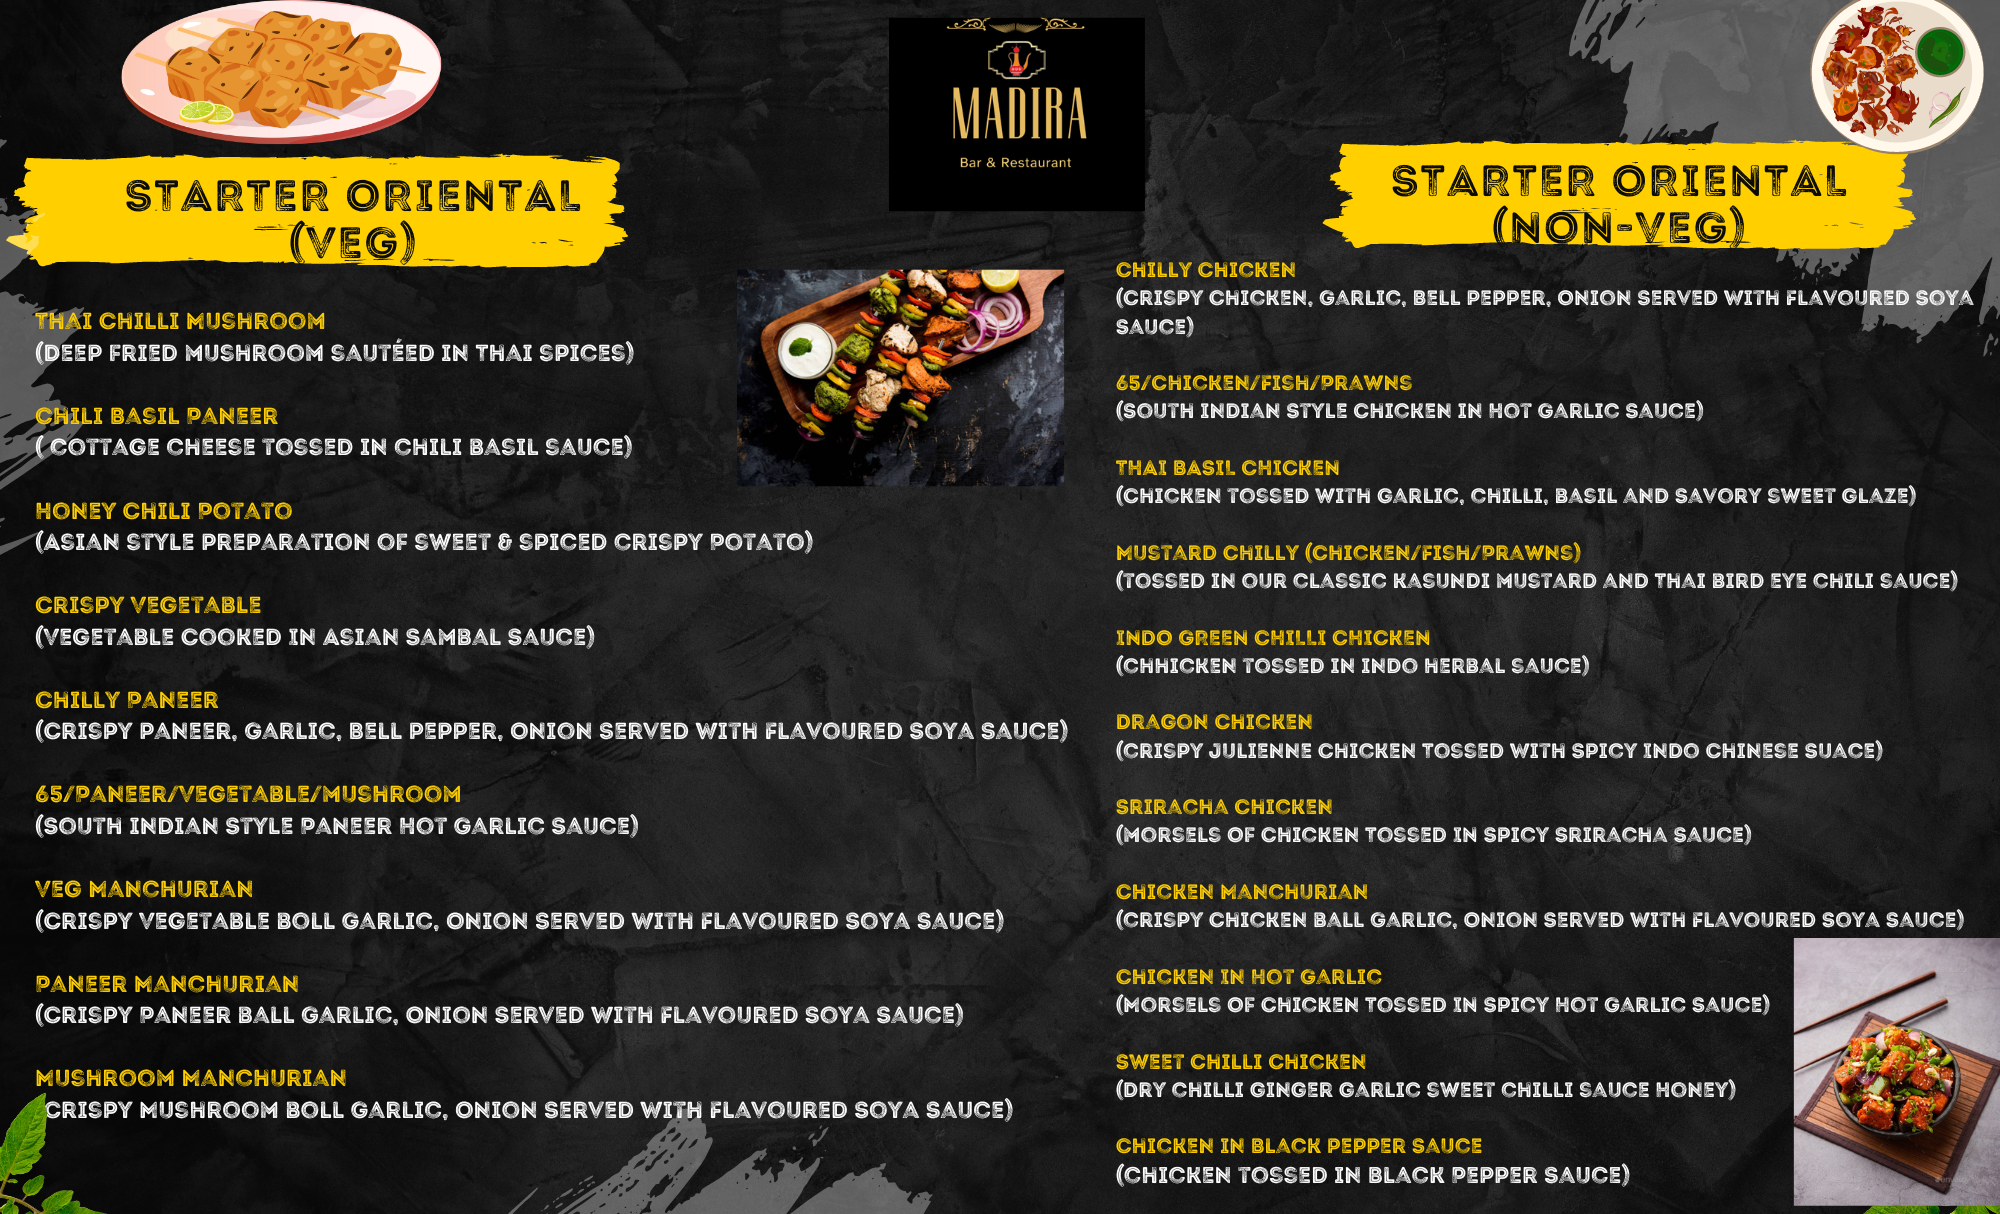 MADIRA
Bar & Restaurant
STARTER ORIENTAL
(VEG)
THAI CHILLI MUSHROOM
(DEEP FRIED MUSHROOM SAUTÉED IN THAI SPICES)
CHILI BASIL PANEER
( COTTAGE CHEESE TOSSED IN CHILI BASIL SAUCE)
HONEY CHILI POTATO
(ASIAN STYLE PREPARATION OF SWEET & SPICED CRISPY POTATO)
CRISPY VEGETABLE
(VEGETABLE COOKED IN ASIAN SAMBAL SAUCE)
CHILLY PANEER
(CRISPY PANEER, GARLIC, BELL PEPPER, ONION SERVED WITH FLAVOURED SOYA SAUCE)
65/PANEER/VEGETABLE/MUSHROOM
(SOUTH INDIAN STYLE PANEER HOT GARLIC SAUCE)
VEG MANCHURIAN
(CRISPY VEGETABLE BOLL GARLIC, ONION SERVED WITH FLAVOURED SOYA SAUCE)
PANEER MANCHURIAN
(CRISPY PANEER BALL GARLIC, ONION SERVED WITH FLAVOURED SOYA SAUCE)
MUSHROOM MANCHURIAN
CRISPY MUSHROOM BOLL GARLIC, ONION SERVED WITH FLAVOURED SOYA SAUCE)
STARTER ORIENTAL
(NON-VEG)
CHILLY CHICKEN
(CRISPY CHICKEN, GARLIC, BELL PEPPER, ONION SERVED WITH FLAVOURED SOYA
SAUCE)
65/CHICKEN/FISH/PRAWNS
(SOUTH INDIAN STYLE CHICKEN IN HOT GARLIC SAUCE)
THAI BASIL CHICKEN
(CHICKEN TOSSED WITH GARLIC, CHILLI, BASIL AND SAVORY SWEET GLAZE)
MUSTARD CHILLY (CHICKEN/FISH/PRAWNS)
(TOSSED IN OUR CLASSIC KASUNDI MUSTARD AND THAI BIRD EYE CHILI SAUCE)
INDO GREEN CHILLI CHICKEN
(CHHICKEN TOSSED IN INDO HERBAL SAUCE)
DRAGON CHICKEN
(CRISPY JULIENNE CHICKEN TOSSED WITH SPICY INDO CHINESE SUACE)
SRIRACHA CHICKEN
(MORSELS OF CHICKEN TOSSED IN SPICY SRIRACHA SAUCE)
CHICKEN MANCHURIAN
(CRISPY CHICKEN BALL GARLIC, ONION SERVED WITH FLAVOURED SOYA SAUCE)
CHICKEN IN HOT GARLIC
(MORSELS OF CHICKEN TOSSED IN SPICY HOT GARLIC SAUCE)
SWEET CHILLI CHICKEN
(DRY CHILLI GINGER GARLIC SWEET CHILLI SAUCE HONEY)
CHICKEN IN BLACK PEPPER SAUCE
(CHICKEN TOSSED IN BLACK PEPPER SAUCE)